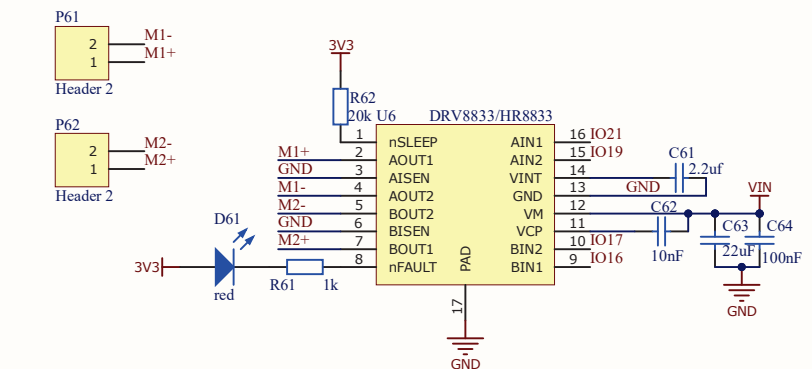 P61
2 M1-
1 M1+
Header 2
P62
2 M2-
1 M2+
Header 2
3V3
R62
20k
U6 DRV8833/HR8833
1 nSLEEP AIN1 16 IO21
M1+ 2 AOUT1 AIN2 15 IO19
GND 3 AISEN VINT 14
M1- 4 AOUT2 GND 13 GND
M2- 5 BOUT2 VM 12
GND 6 BISEN VCP 11
M2+ 7 BOUT1 BIN2 10 IO17
8 nFAULT BIN1 9 IO16
PAD
17
GND
C61
2.2uf
VIN
C62
10nF
C63
22uF
C64
100nF
GND
D61
red
3V3
R61 1k